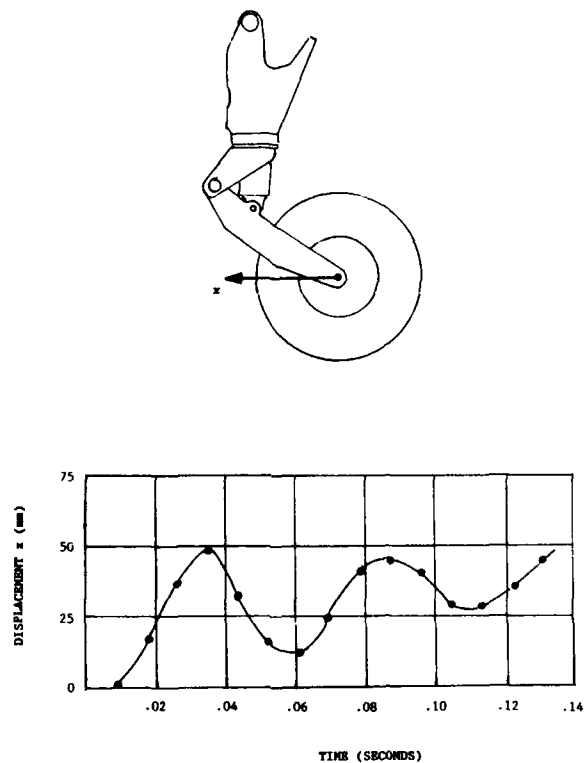 x
75
50
25
0
DISPLACEMENT x (mm)
.02 .04 .06 .08 .10 .12 .14
TIME (SECONDS)